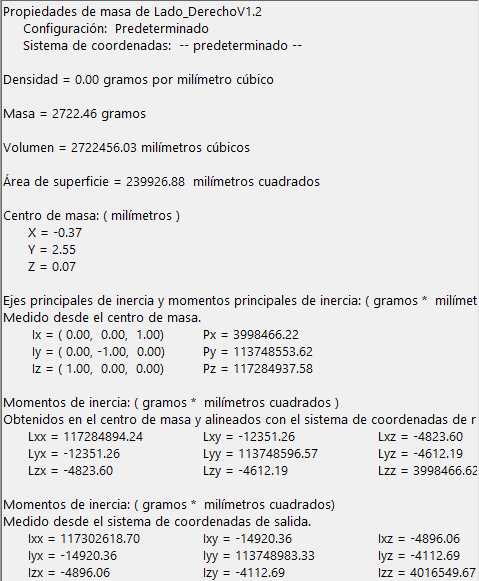 Propiedades de masa de Lado_DerechoV1.2
Configuración:  Predeterminado
Sistema de coordenadas:  -- predeterminado --
Densidad = 0.00 gramos por milímetro cúbico
Masa = 2722.46 gramos
Volumen = 2722456.03 milímetros cúbicos
Área de superficie = 239926.88  milímetros cuadrados
Centro de masa: ( milímetros )
X = -0.37
Y = 2.55
Z = 0.07
Ejes principales de inercia y momentos principales de inercia: ( gramos *  milímet
Medido desde el centro de masa.
Ix = ( 0.00,  0.00,  1.00)  Px = 3998466.22
Iy = ( 0.00, -1.00,  0.00)  Py = 113748553.62
Iz = ( 1.00,  0.00,  0.00)  Pz = 117284937.58
Momentos de inercia: ( gramos *  milímetros cuadrados )
Obtenidos en el centro de masa y alineados con el sistema de coordenadas de r
Lxx = 117284894.24  Lxy = -12351.26  Lxz = -4823.60
Lyx = -12351.26  Lyy = 113748596.57  Lyz = -4612.19
Lzx = -4823.60  Lzy = -4612.19  Lzz = 3998466.62
Momentos de inercia: ( gramos *  milímetros cuadrados)
Medido desde el sistema de coordenadas de salida.
Ixx = 117302618.70  Ixy = -14920.36  Ixz = -4896.06
Iyx = -14920.36  Iyy = 113748983.33  Iyz = -4112.69
Izx = -4896.06  Izy = -4112.69  Izz = 4016549.67